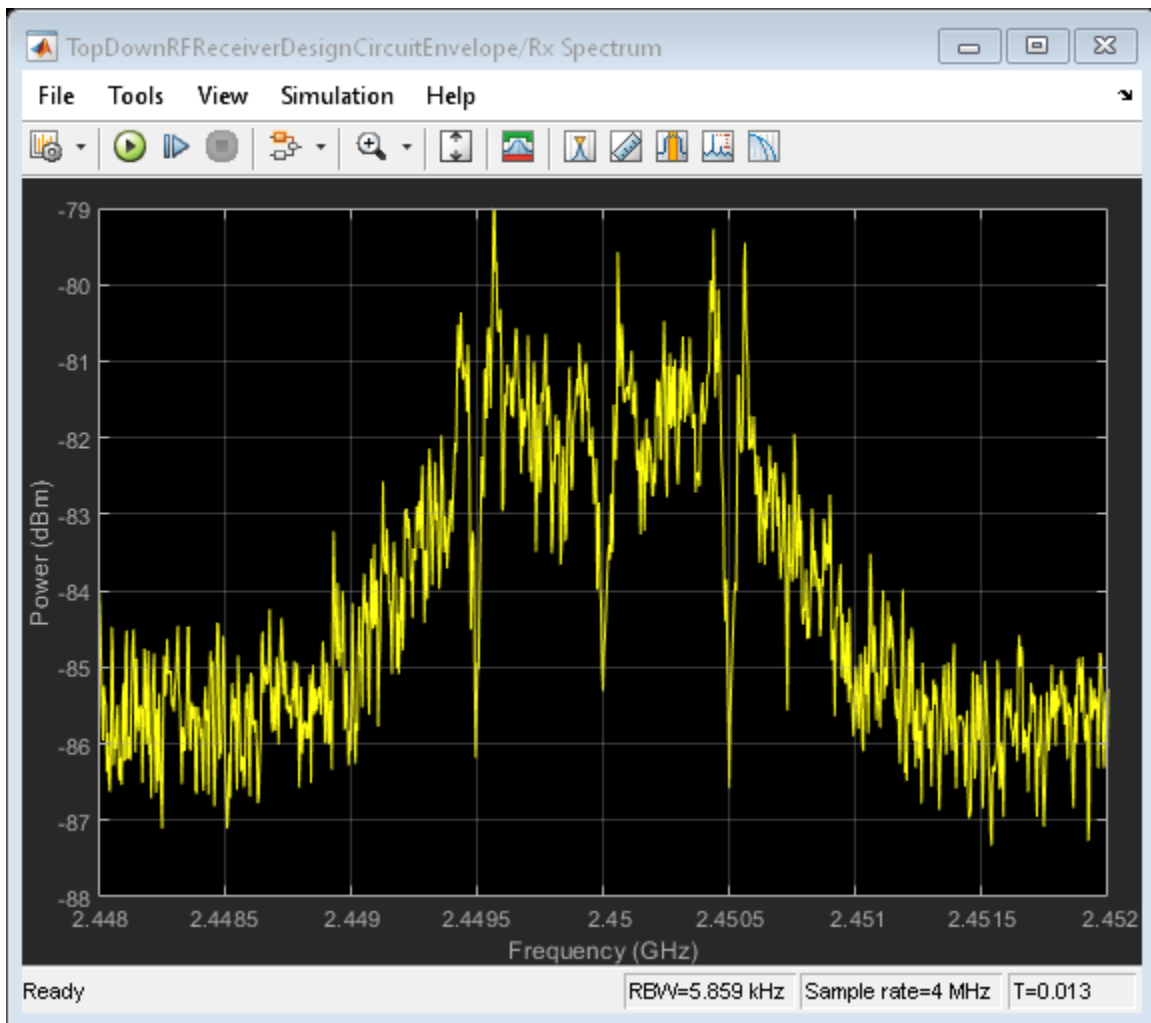 TopDownRFReceiverDesignCircuitEnvelope/Rx Spectrum
File Tools View Simulation Help
-79
-80
-81
-82
-83
-84
-85
-86
-87
-88
Power (dBm)
2.448 2.4485 2.449 2.4495 2.45 2.4505 2.451 2.4515 2.452
Frequency (GHz)
Ready RBW=5.859 kHz Sample rate=4 MHz T=0.013